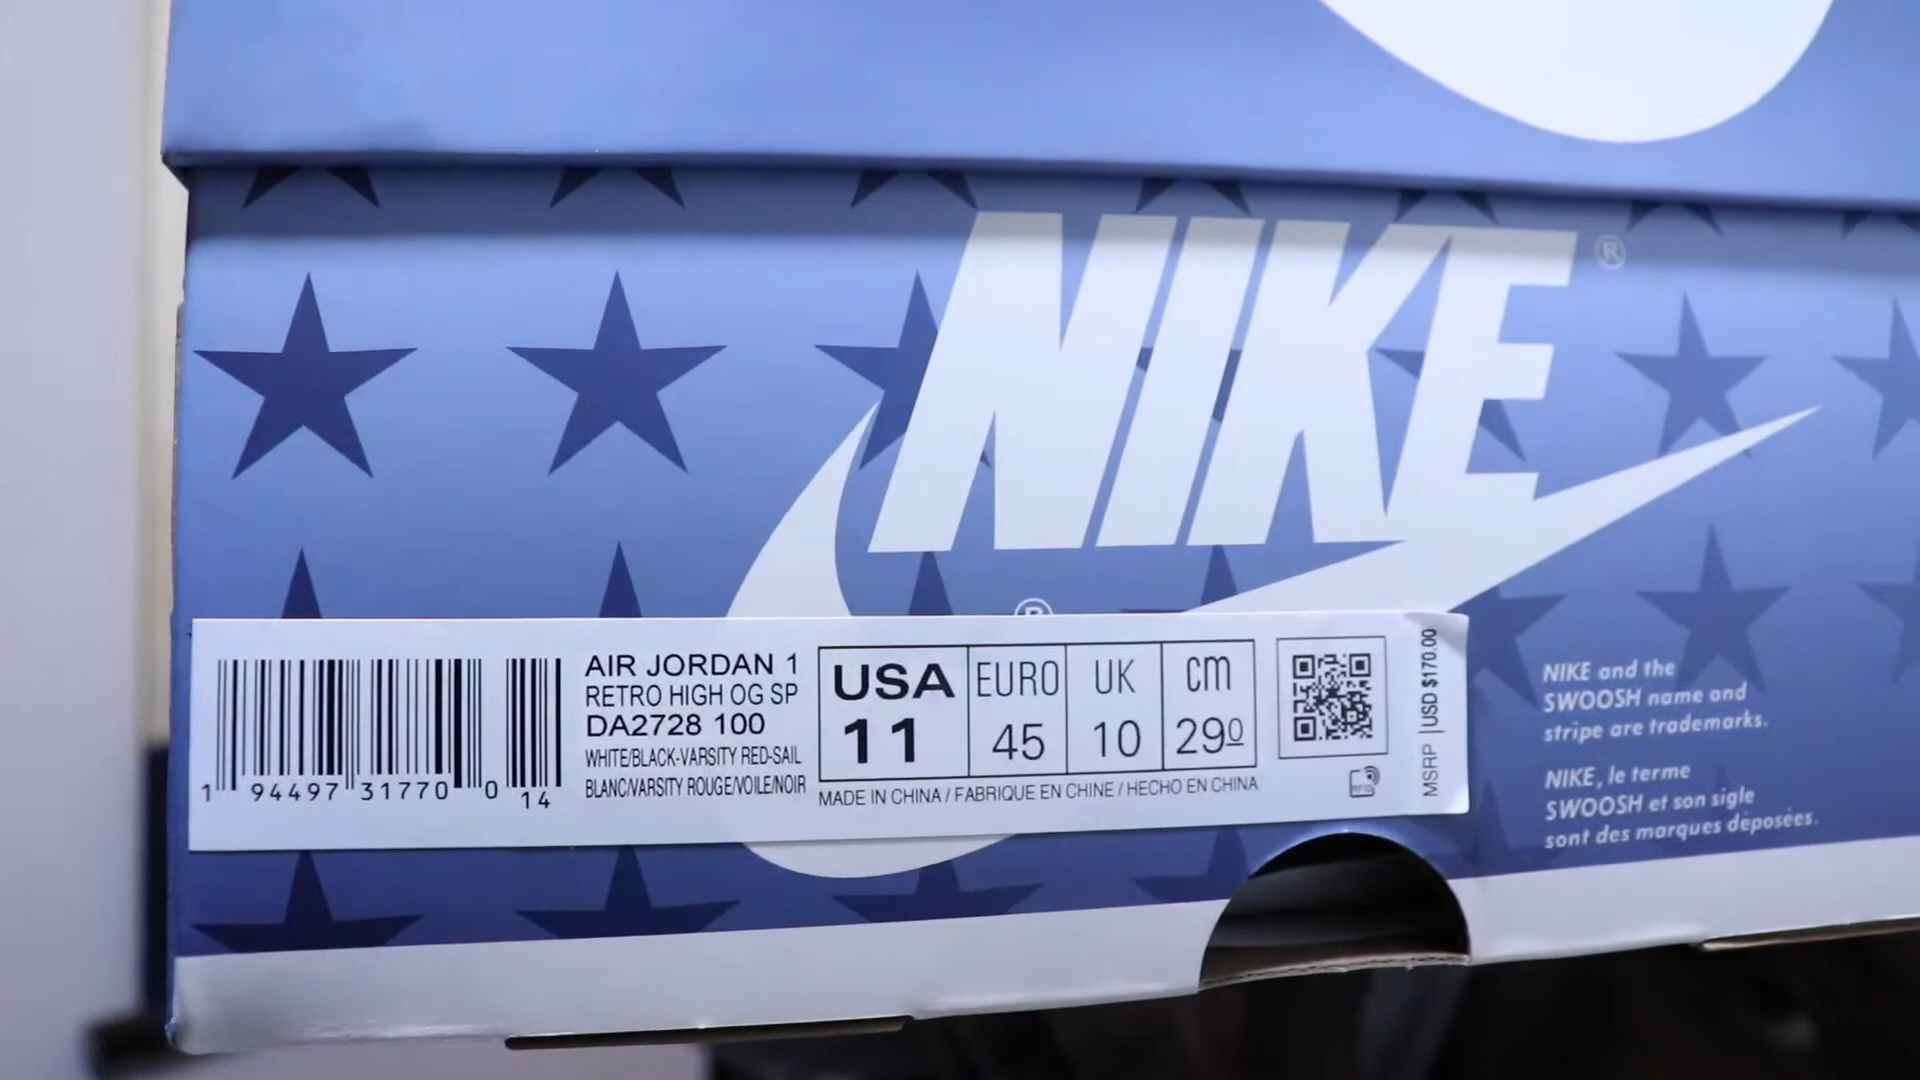 NIKE®
®
AIR JORDAN 1
RETRO HIGH OG SP
DA2728 100
WHITE/BLACK-VARSITY RED-SAIL
BLANC/VARSITY ROUGE/VOILE/NOIR
1 94497 31770 0 14
USA EURO UK cm
11 45 10 290
MADE IN CHINA / FABRIQUE EN CHINE / HECHO EN CHINA
RFID
MSRP USD $170.00
NIKE and the
SWOOSH name and
stripe are trademarks.
NIKE, le terme
SWOOSH et son sigle
sont des marques déposées.